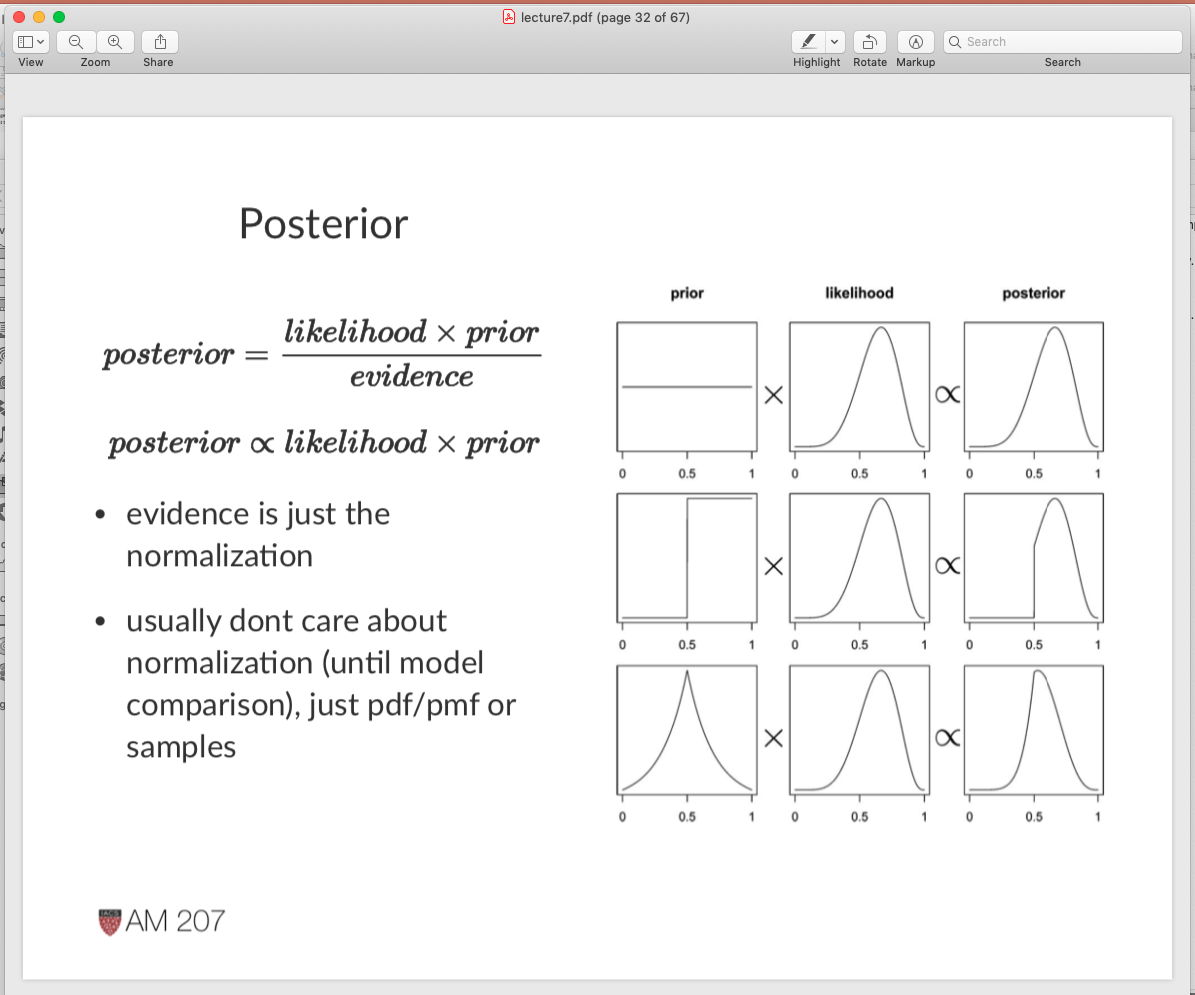 lecture7.pdf (page 32 of 67)
View
Zoom
Share
Highlight
Rotate
Markup
Search
Search
Posterior
posterior = likelihood × prior / evidence
posterior ∝ likelihood × prior
• evidence is just the
normalization
• usually dont care about
normalization (until model
comparison), just pdf/pmf or
samples
prior likelihood posterior
× ∝
0 0.5 1 0 0.5 1 0 0.5 1
× ∝
0 0.5 1 0 0.5 1 0 0.5 1
× ∝
0 0.5 1 0 0.5 1 0 0.5 1
IACS AM 207